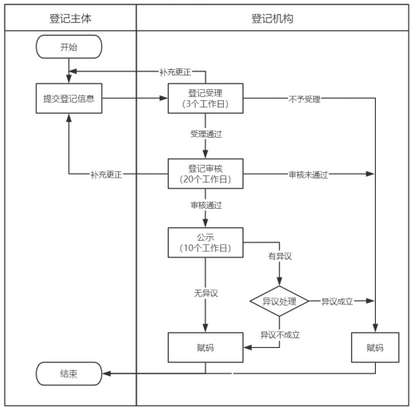 登记主体
登记机构
开始
补充更正
提交登记信息
登记受理
(3个工作日)
不予受理
受理通过
补充更正
登记审核
(20个工作日)
审核未通过
审核通过
公示
(10个工作日)
有异议
无异议
异议处理
异议成立
异议不成立
赋码
赋码
结束